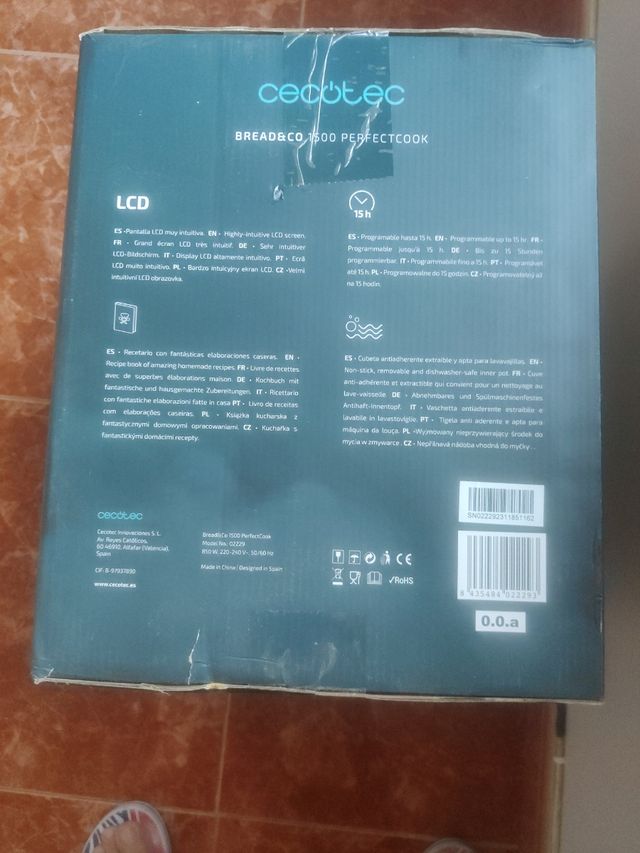 cecotec
BREAD&CO 1500 PERFECTCOOK
LCD
ES • Pantalla LCD muy intuitiva. EN • Highly-intuitive LCD screen.
FR • Grand écran LCD très intuitif. DE • Sehr intuitiver
LCD-Bildschirm. IT • Display LCD altamente intuitivo. PT • Ecrã
LCD muito intuitivo. PL • Bardzo intuicyjny ekran LCD. CZ • Velmi
intuitivní LCD obrazovka.
15 h
ES • Programable hasta 15 h. EN • Programmable up to 15 hr. FR •
Programmable jusqu'à 15 h. DE • Bis zu 15 Stunden
programmierbar. IT • Programmabile fino a 15 h. PT • Programável
até 15 h. PL • Programowalne do 15 godzin. CZ • Programovatelný až
na 15 hodin.
ES • Recetario con fantásticas elaboraciones caseras. EN •
Recipe book of amazing homemade recipes. FR • Livre de recettes
avec de superbes élaborations maison. DE • Kochbuch mit
fantastische und hausgemachte Zubereitungen. IT • Ricettario
con fantastiche elaborazioni fatte in casa PT • Livro de receitas
com elaborações caseiras. PL • Książka kucharska z
fantastycznymi domowymi opracowaniami. CZ • Kuchařka s
fantastickými domácími recepty.
ES • Cubeta antiadherente extraíble y apta para lavavajillas. EN •
Non-stick, removable and dishwasher-safe inner pot. FR • Cuve
anti-adhérente et extractible qui convient pour un nettoyage au
lave-vaisselle. DE • Abnehmbares und Spülmaschinenfestes
Antihaft-Innentopf. IT • Vaschetta antiaderente estraibile e
lavabile in lavastoviglie. PT • Tigela anti aderente e apta para
máquina da louça. PL • Wyjmowany nieprzywierający środek do
mycia w zmywarce. CZ • Nepřilnavá nádoba vhodná do myčky...
cecotec
Cecotec Innovaciones S. L.
Av. Reyes Católicos,
60 46910, Alfafar (Valencia),
Spain
CIF: B-97937890
www.cecotec.es
Bread&Co 1500 PerfectCook
Model No.: 02229
850 W, 220-240 V~, 50/60 Hz
Made in China | Designed in Spain
CE
✓RoHS
SN022292311851162
8 435484 022293
0.0.a